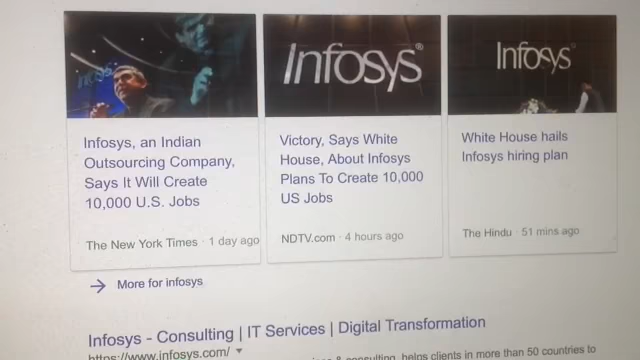 Infosys
Infosys®
Infosys
Infosys, an Indian
Outsourcing Company,
Says It Will Create
10,000 U.S. Jobs
The New York Times · 1 day ago
Victory, Says White
House, About Infosys
Plans To Create 10,000
US Jobs
NDTV.com · 4 hours ago
White House hails
Infosys hiring plan
The Hindu · 51 mins ago
More for infosys
Infosys - Consulting | IT Services | Digital Transformation
https://www.infosys.com/
& consulting, helps clients in more than 50 countries to